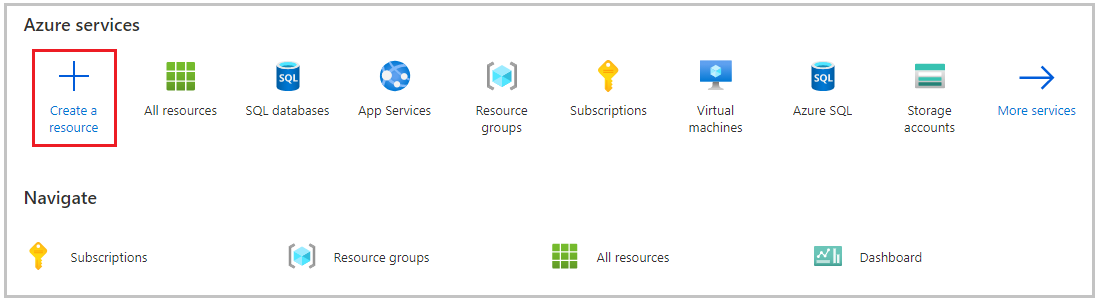 Azure services
Create a
resource
All resources
SQL
SQL databases
App Services
Resource
groups
Subscriptions
Virtual
machines
SQL
Azure SQL
Storage
accounts
More services
Navigate
Subscriptions
Resource groups
All resources
Dashboard